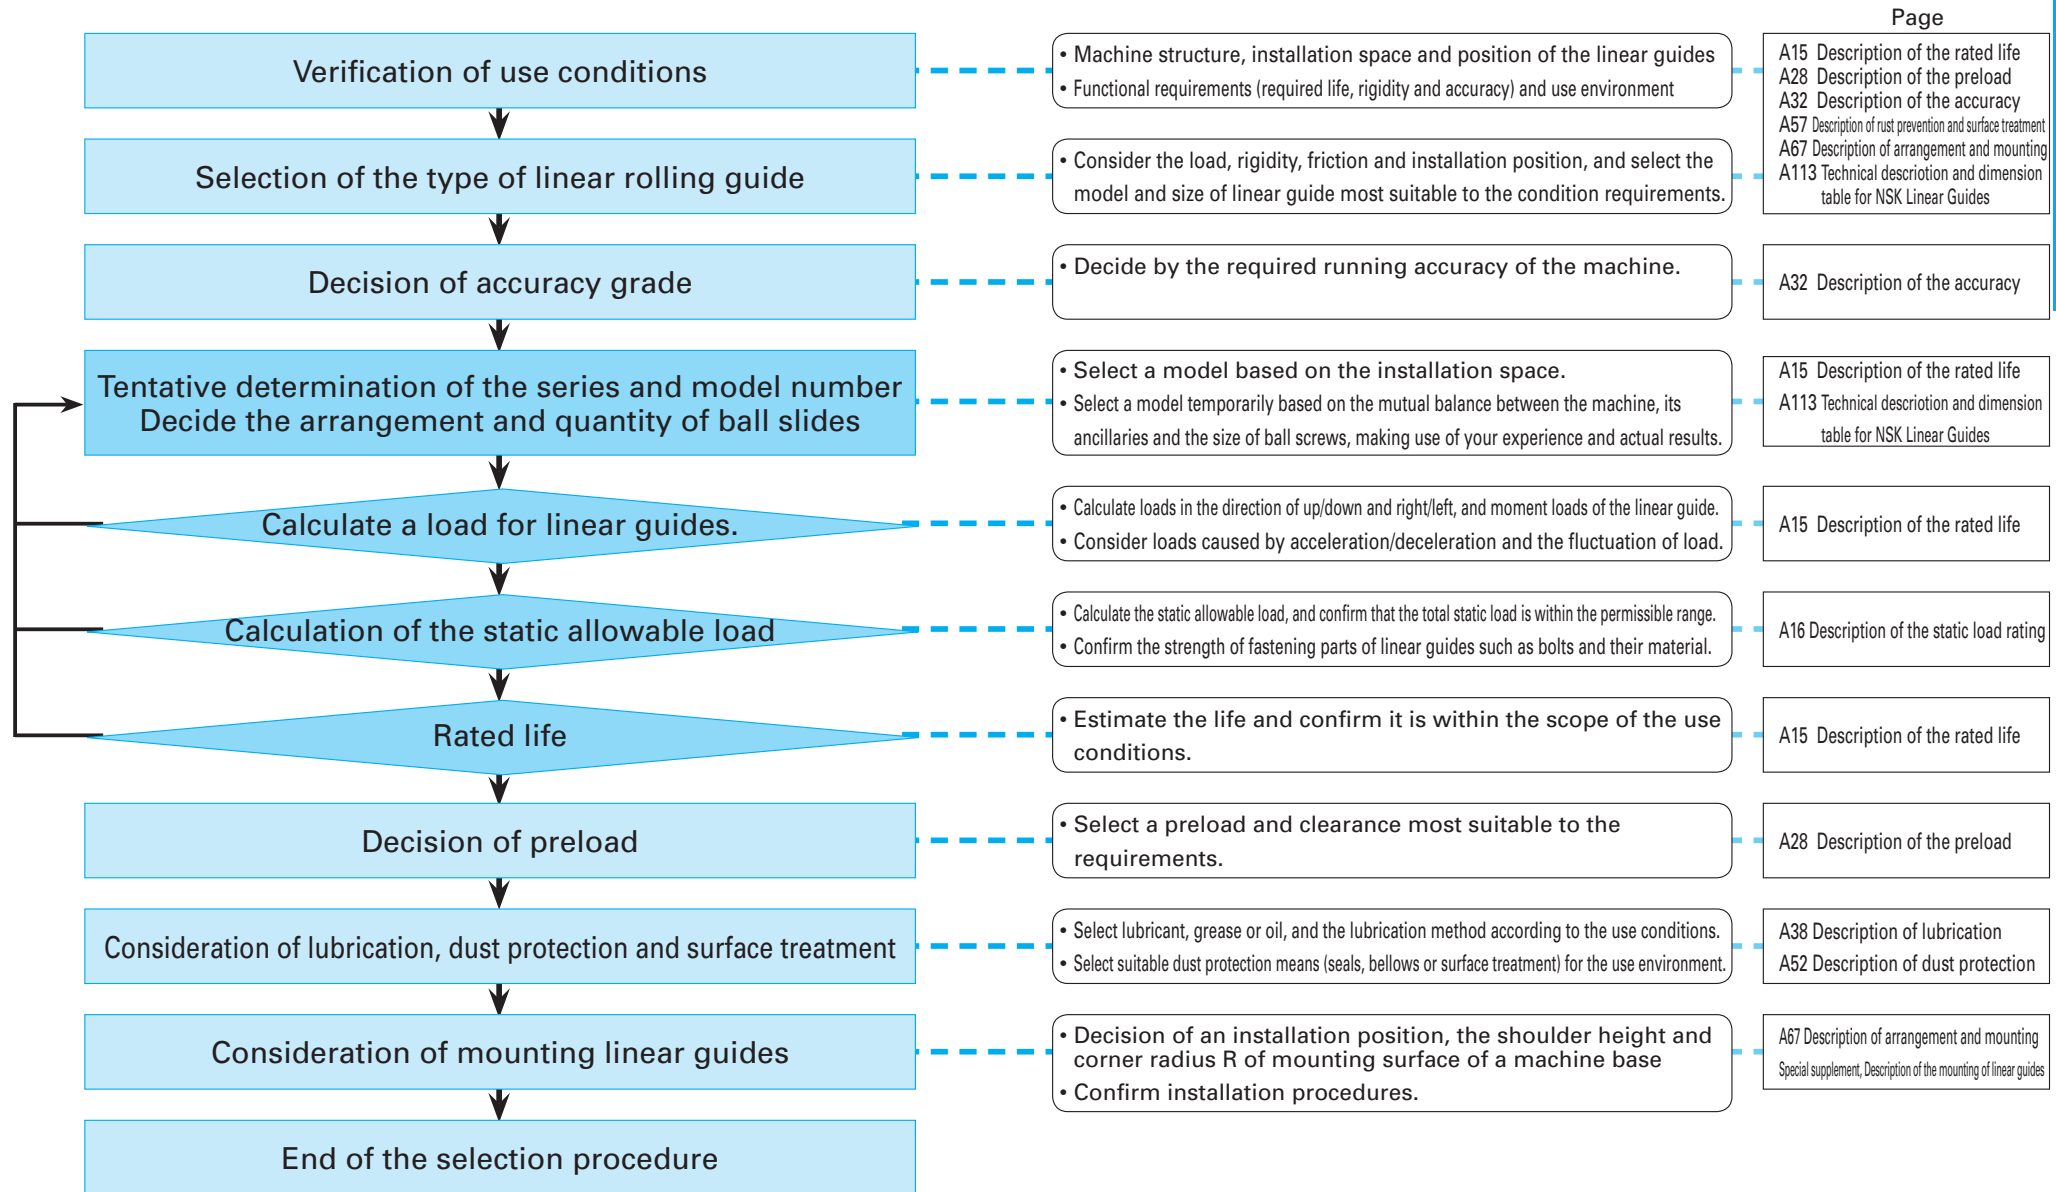 Page
Verification of use conditions
• Machine structure, installation space and position of the linear guides
• Functional requirements (required life, rigidity and accuracy) and use environment
A15 Description of the rated life
A28 Description of the preload
A32 Description of the accuracy
A57 Description of rust prevention and surface treatment
A67 Description of arrangement and mounting
A113 Technical descriotion and dimension
table for NSK Linear Guides
Selection of the type of linear rolling guide
• Consider the load, rigidity, friction and installation position, and select the
model and size of linear guide most suitable to the condition requirements.
Decision of accuracy grade
• Decide by the required running accuracy of the machine.
A32 Description of the accuracy
Tentative determination of the series and model number
Decide the arrangement and quantity of ball slides
• Select a model based on the installation space.
• Select a model temporarily based on the mutual balance between the machine, its
ancillaries and the size of ball screws, making use of your experience and actual results.
A15 Description of the rated life
A113 Technical descriotion and dimension
table for NSK Linear Guides
Calculate a load for linear guides.
• Calculate loads in the direction of up/down and right/left, and moment loads of the linear guide.
• Consider loads caused by acceleration/deceleration and the fluctuation of load.
A15 Description of the rated life
Calculation of the static allowable load
• Calculate the static allowable load, and confirm that the total static load is within the permissible range.
• Confirm the strength of fastening parts of linear guides such as bolts and their material.
A16 Description of the static load rating
Rated life
• Estimate the life and confirm it is within the scope of the use
conditions.
A15 Description of the rated life
Decision of preload
• Select a preload and clearance most suitable to the
requirements.
A28 Description of the preload
Consideration of lubrication, dust protection and surface treatment
• Select lubricant, grease or oil, and the lubrication method according to the use conditions.
• Select suitable dust protection means (seals, bellows or surface treatment) for the use environment.
A38 Description of lubrication
A52 Description of dust protection
Consideration of mounting linear guides
• Decision of an installation position, the shoulder height and
corner radius R of mounting surface of a machine base
• Confirm installation procedures.
A67 Description of arrangement and mounting
Special supplement, Description of the mounting of linear guides
End of the selection procedure